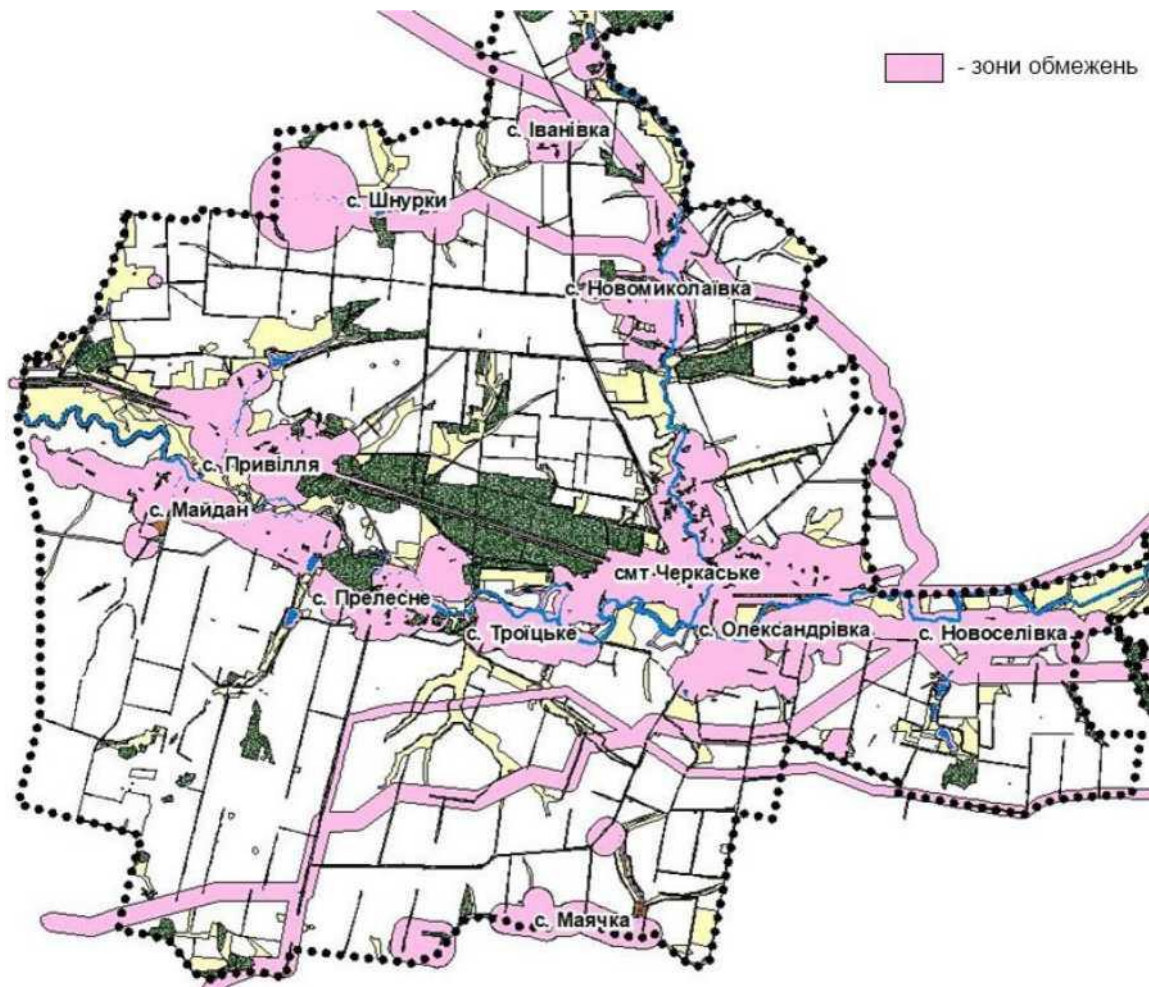 - зони обмежень
с. Іванівка
с. Шнурки
с. Новомиколаївка
с. Привілля
с. Майдан
смт Черкаське
с. Прелесне
с. Троїцьке
с. Олександрівка
с. Новоселівка
с. Маячка